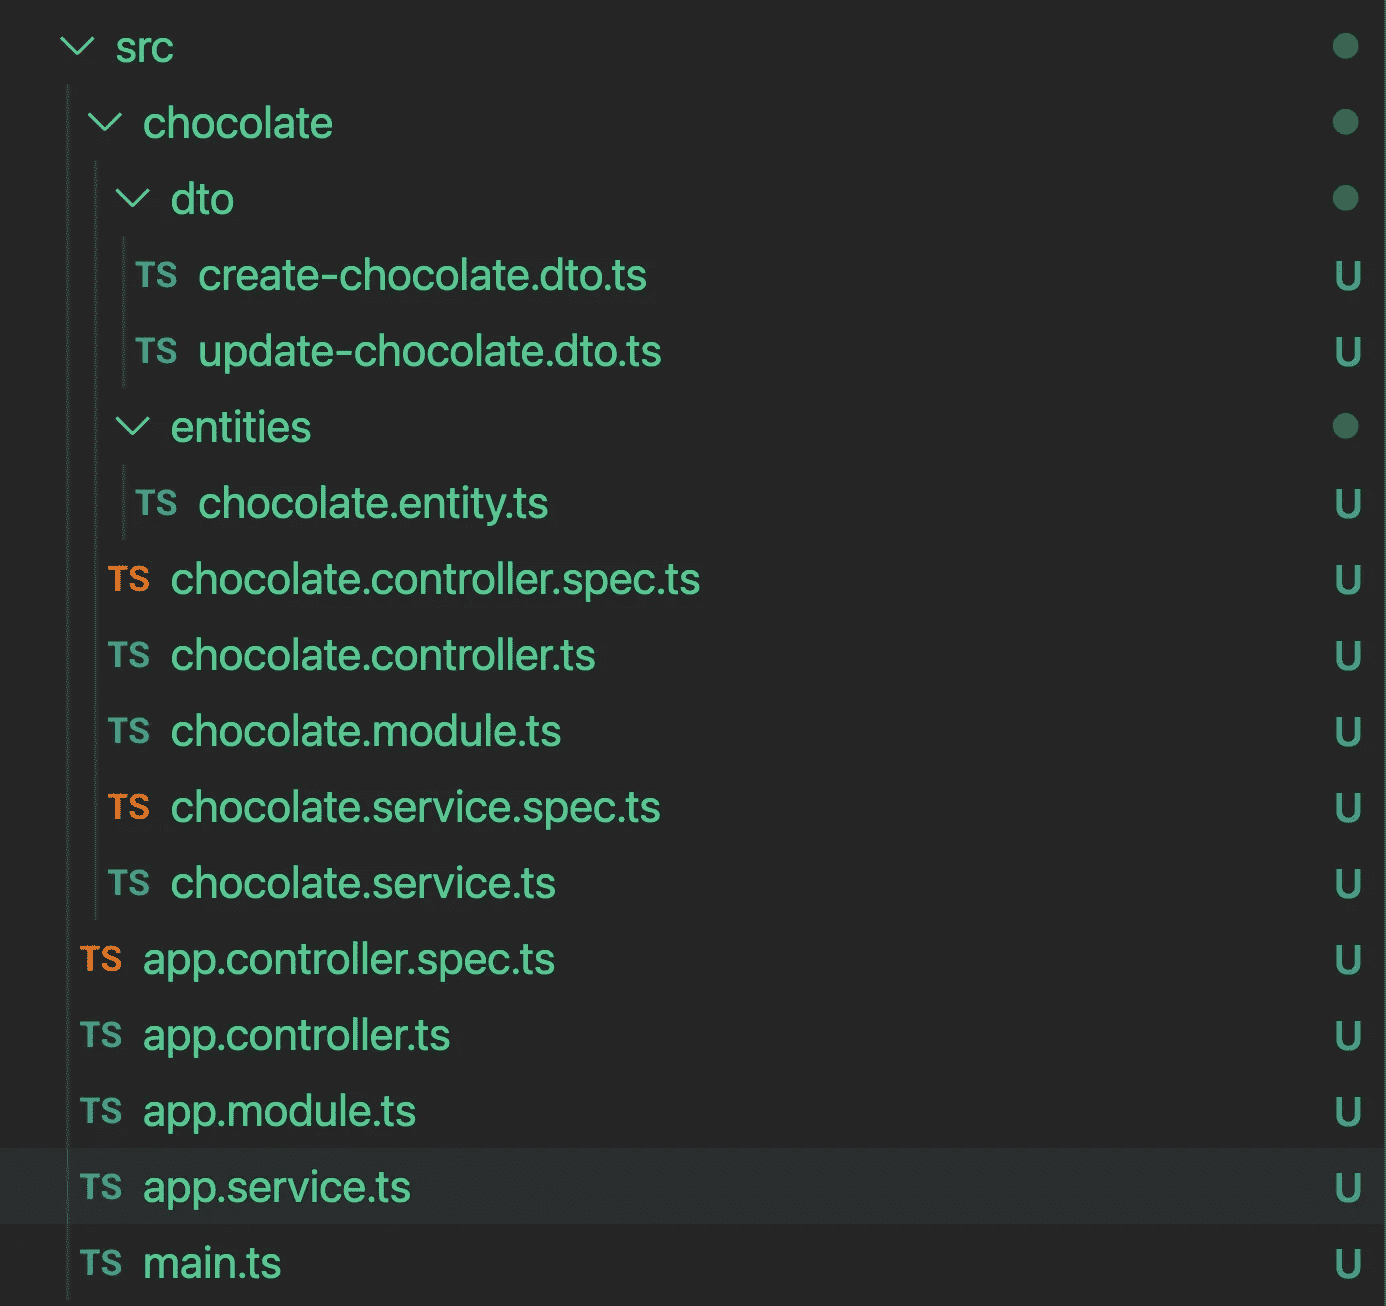 src
chocolate
dto
TS create-chocolate.dto.ts U
TS update-chocolate.dto.ts U
entities
TS chocolate.entity.ts U
TS chocolate.controller.spec.ts U
TS chocolate.controller.ts U
TS chocolate.module.ts U
TS chocolate.service.spec.ts U
TS chocolate.service.ts U
TS app.controller.spec.ts U
TS app.controller.ts U
TS app.module.ts U
TS app.service.ts U
TS main.ts U